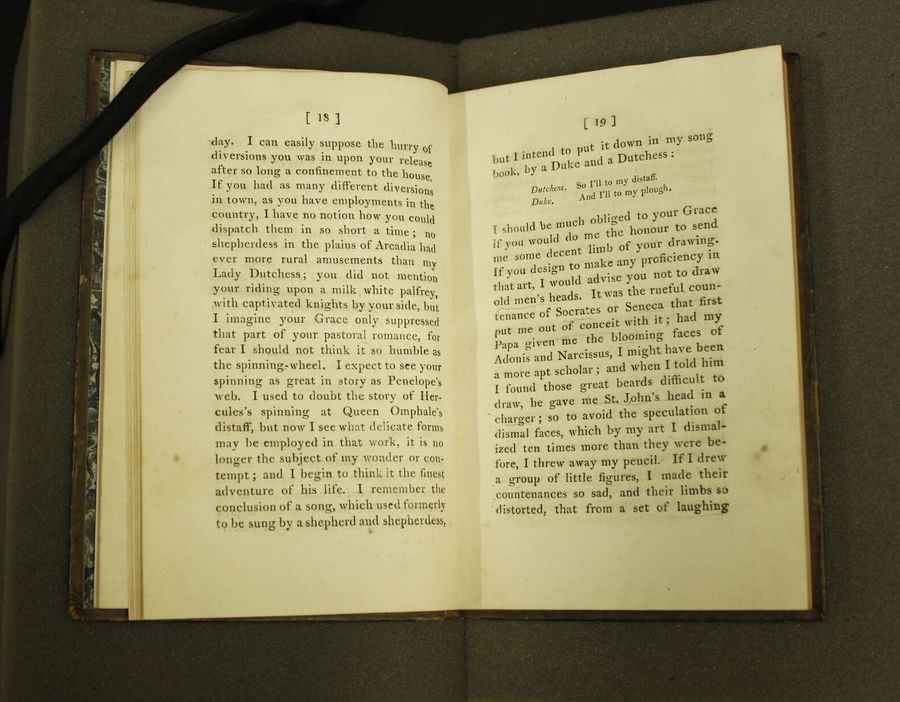 [ 18 ]
day. I can easily suppose the hurry of
diversions you was in upon your release
after so long a confinement to the house.
If you had as many different diversions
in town, as you have employments in the
country, I have no notion how you could
dispatch them in so short a time; no
shepherdess in the plains of Arcadia had
ever more rural amusements than my
Lady Dutchess; you did not mention
your riding upon a milk white palfrey,
with captivated knights by your side, but
I imagine your Grace only suppressed
that part of your pastoral romance, for
fear I should not think it so humble as
the spinning-wheel. I expect to see your
spinning as great in story as Penelope's
web. I used to doubt the story of Her-
cules's spinning at Queen Omphale's
distaff, but now I see what delicate forms
may be employed in that work, it is no
longer the subject of my wonder or con-
tempt; and I begin to think it the finest
adventure of his life. I remember the
conclusion of a song, which used formerly
to be sung by a shepherd and shepherdess,
[ 19 ]
but I intend to put it down in my song
book, by a Duke and a Dutchess:
Dutchess. So I'll to my distaff.
Duke. And I'll to my plough.
I should be much obliged to your Grace
if you would do me the honour to send
me some decent limb of your drawing.
If you design to make any proficiency in
that art, I would advise you not to draw
old men's heads. It was the rueful coun-
tenance of Socrates or Seneca that first
put me out of conceit with it; had my
Papa given me the blooming faces of
Adonis and Narcissus, I might have been
a more apt scholar; and when I told him
I found those great beards difficult to
draw, he gave me St. John's head in a
charger; so to avoid the speculation of
dismal faces, which by my art I dismal-
ized ten times more than they were be-
fore, I threw away my pencil. If I drew
a group of little figures, I made their
countenances so sad, and their limbs so
distorted, that from a set of laughing